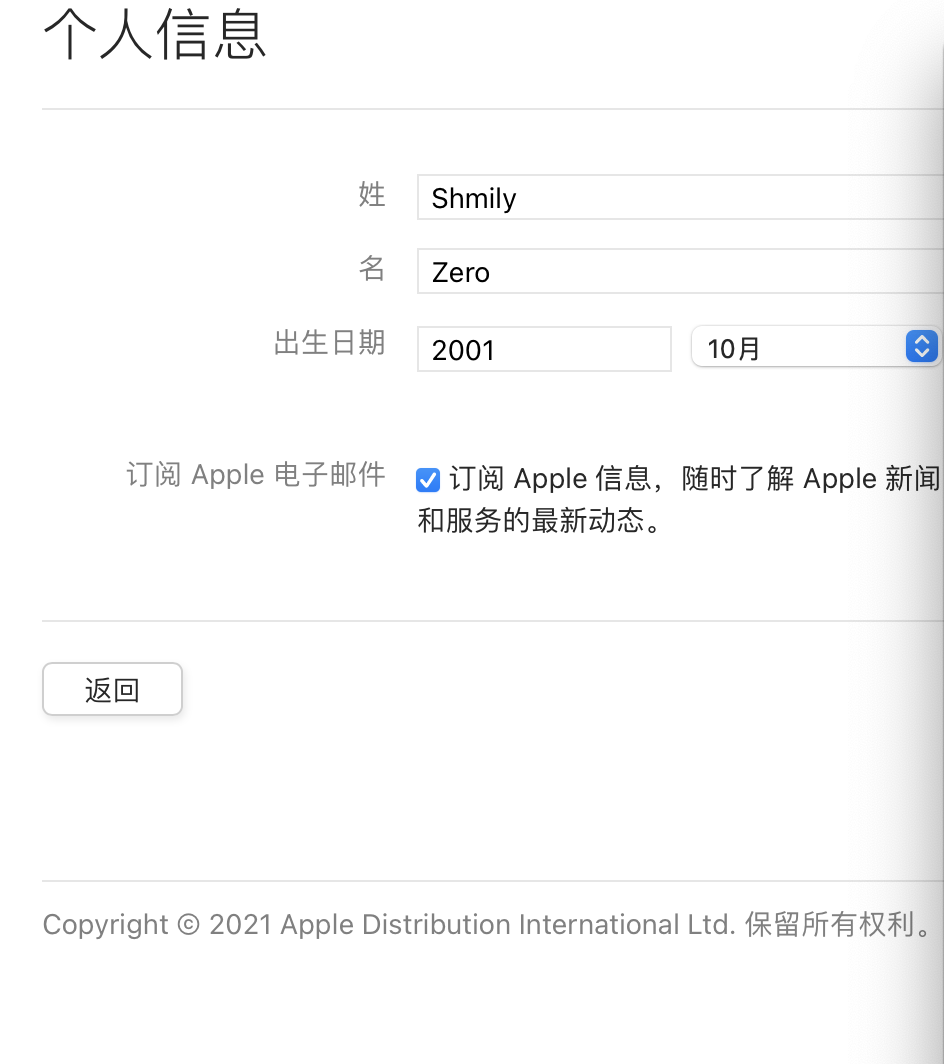 个人信息
姓 Shmily
名 Zero
出生日期 2001 10月
订阅 Apple 电子邮件 订阅 Apple 信息，随时了解 Apple 新闻
和服务的最新动态。
返回
Copyright © 2021 Apple Distribution International Ltd. 保留所有权利。